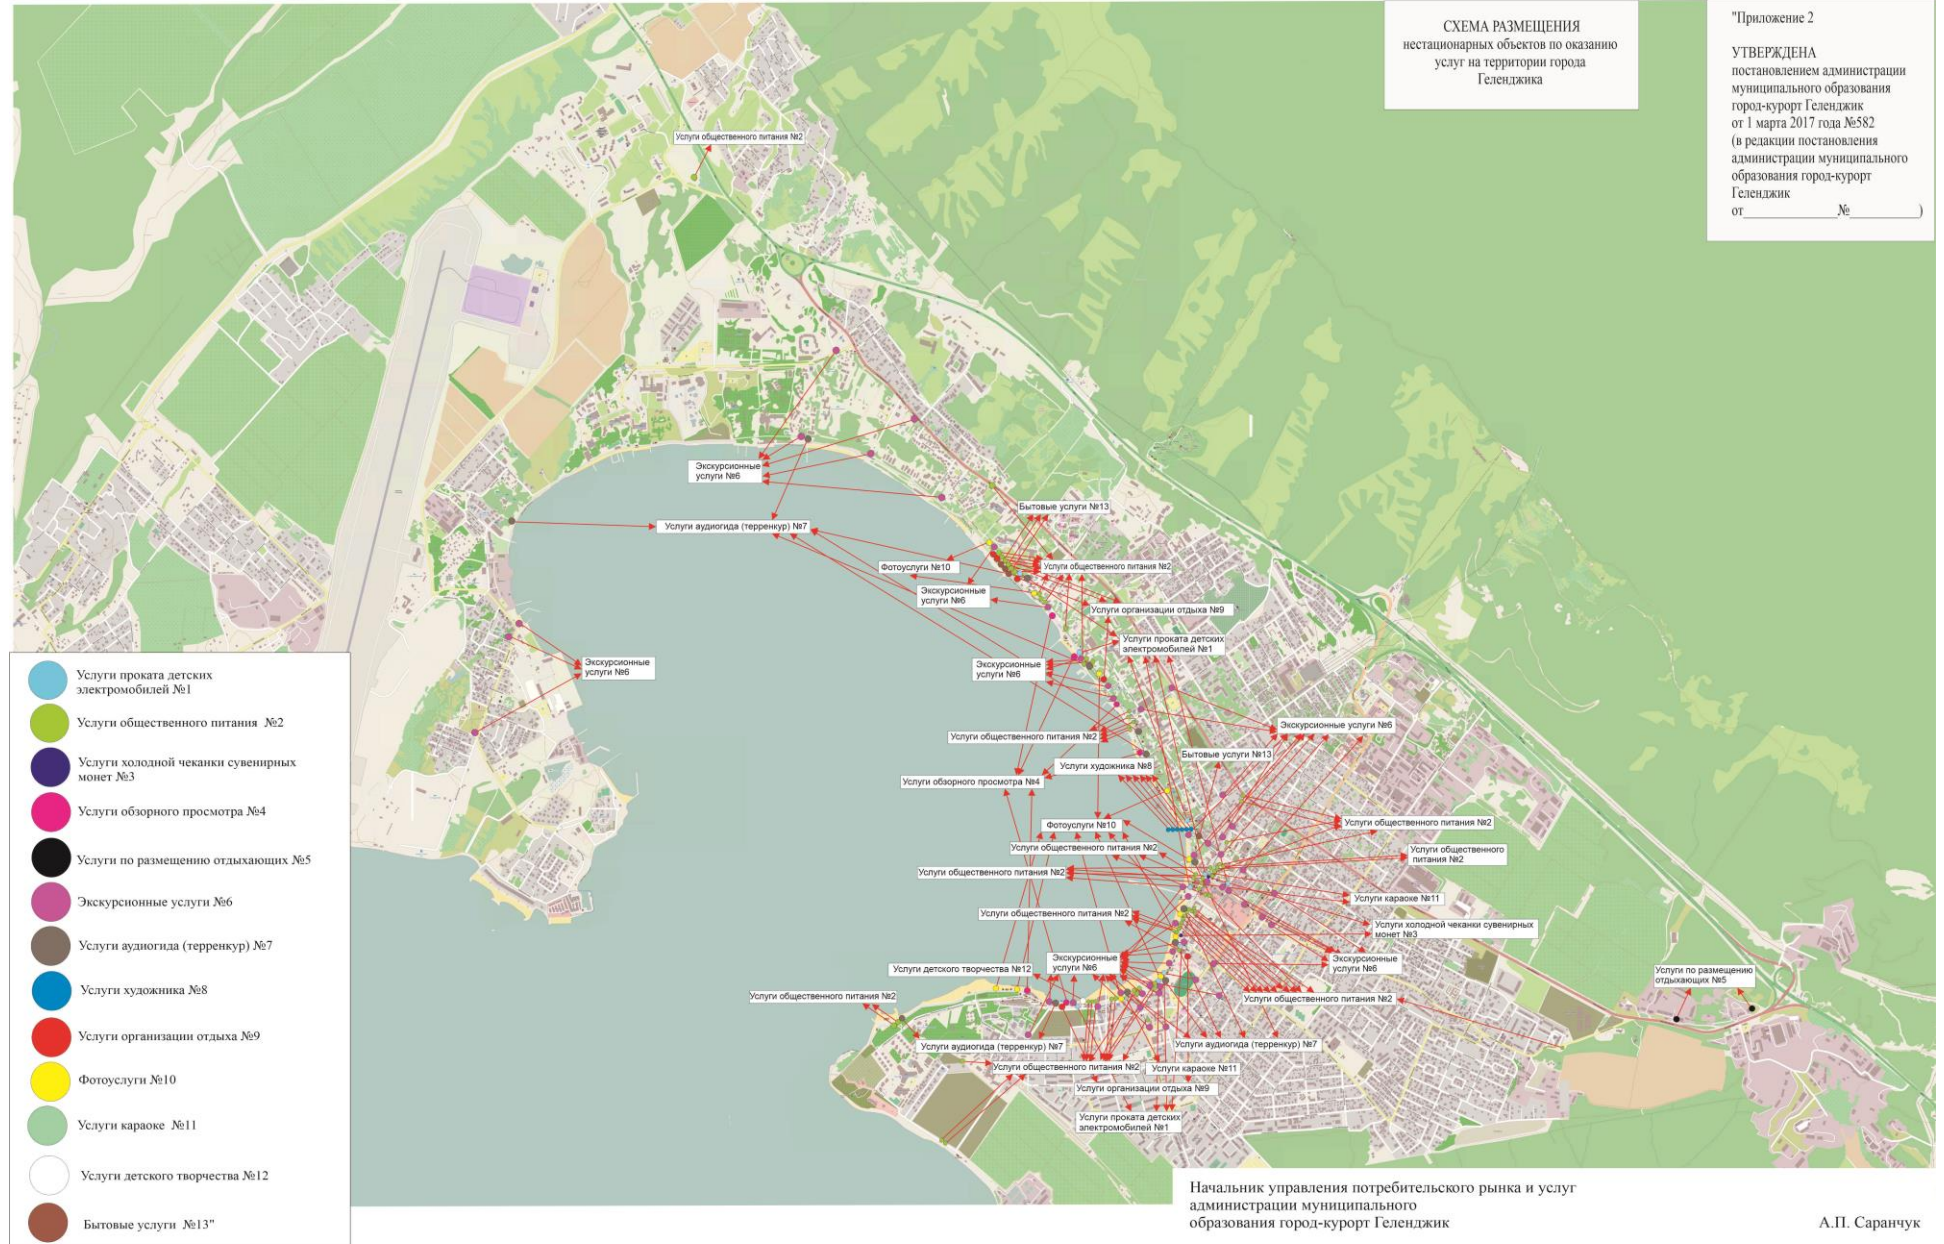 СХЕМА РАЗМЕЩЕНИЯ
нестационарных объектов по оказанию
услуг на территории города
Геленджика
"Приложение 2
УТВЕРЖДЕНА
постановлением администрации
муниципального образования
город-курорт Геленджик
от 1 марта 2017 года №582
(в редакции постановления
администрации муниципального
образования город-курорт
Геленджик
от______________№__________)
Услуги общественного питания №2
Экскурсионные
услуги №6
Бытовые услуги №13
Услуги аудиогида (терренкур) №7
Фотоуслуги №10
Услуги общественного питания №2
Экскурсионные
услуги №6
Услуги организации отдыха №9
Услуги проката детских
электромобилей №1
Экскурсионные
услуги №6
Экскурсионные
услуги №6
Экскурсионные услуги №6
Услуги общественного питания №2
Бытовые услуги №13
Услуги художника №8
Услуги обзорного просмотра №4
Фотоуслуги №10
Услуги общественного питания №2
Услуги общественного питания №2
Услуги общественного
питания №2
Услуги общественного питания №2
Услуги караоке №11
Услуги общественного питания №2
Услуги холодной чеканки сувенирных
монет №3
Экскурсионные
услуги №6
Экскурсионные
услуги №6
Услуги детского творчества №12
Услуги по размещению
отдыхающих №5
Услуги общественного питания №2
Услуги общественного питания №2
Услуги аудиогида (терренкур) №7
Услуги аудиогида (терренкур) №7
Услуги общественного питания №2
Услуги караоке №11
Услуги организации отдыха №9
Услуги проката детских
электромобилей №1
Услуги проката детских
электромобилей №1
Услуги общественного питания №2
Услуги холодной чеканки сувенирных
монет №3
Услуги обзорного просмотра №4
Услуги по размещению отдыхающих №5
Экскурсионные услуги №6
Услуги аудиогида (терренкур) №7
Услуги художника №8
Услуги организации отдыха №9
Фотоуслуги №10
Услуги караоке №11
Услуги детского творчества №12
Бытовые услуги №13"
Начальник управления потребительского рынка и услуг
администрации муниципального
образования город-курорт Геленджик
А.П. Саранчук